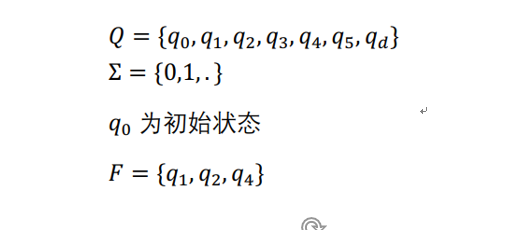 Q = {q₀, q₁, q₂, q₃, q₄, q₅, q_d}
Σ = {0,1, . }
q₀ 为初始状态
F = {q₁, q₂, q₄}